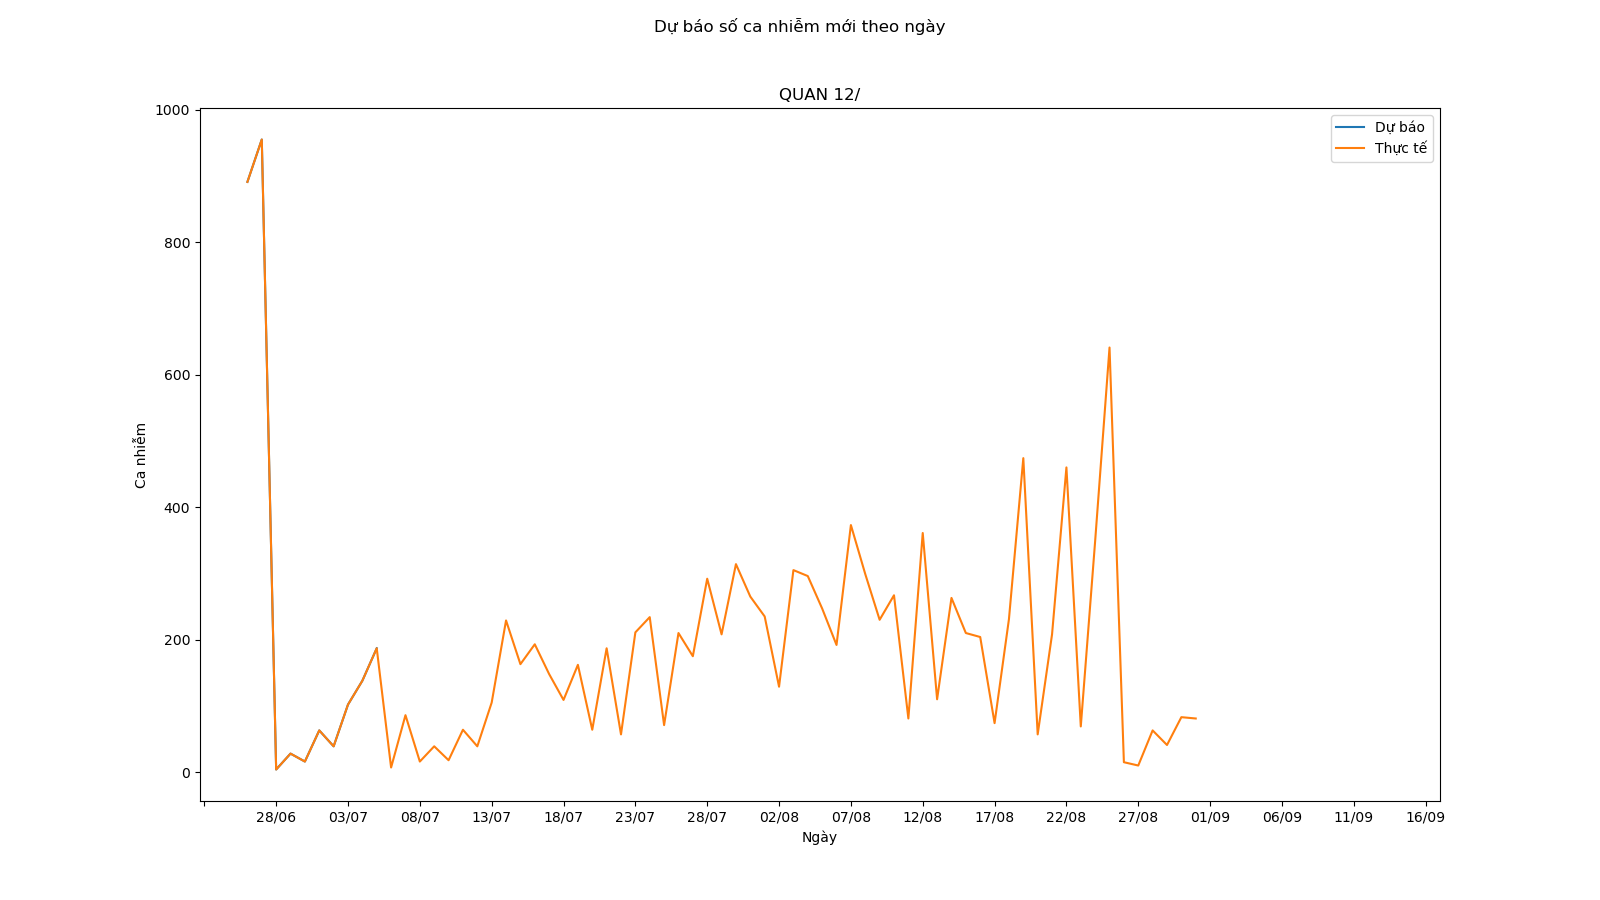 Dự báo số ca nhiễm mới theo ngày
QUAN 12/
1000
800
600
400
200
0
Ca nhiễm
Dự báo
Thực tế
28/06 03/07 08/07 13/07 18/07 23/07 28/07 02/08 07/08 12/08 17/08 22/08 27/08 01/09 06/09 11/09 16/09
Ngày